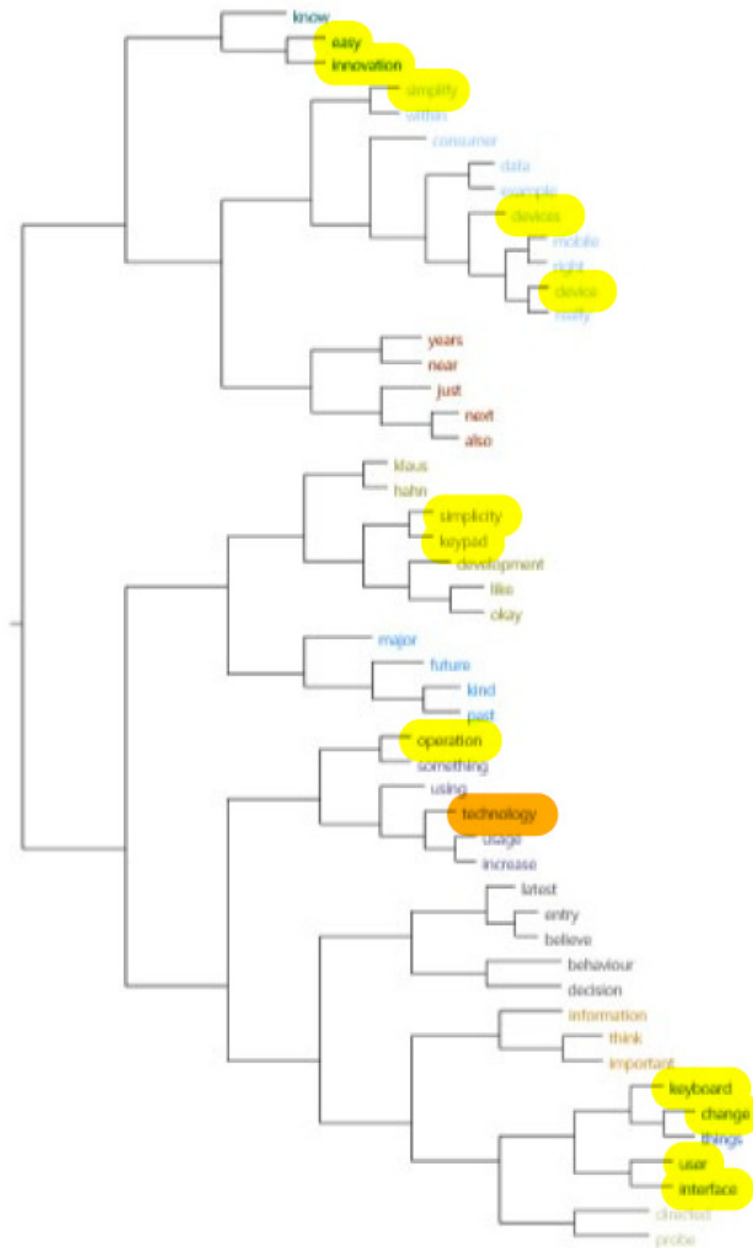 know
easy
innovation
simplify
within
consumer
data
example
devices
mobile
right
device
really
years
near
just
next
also
klaus
hahn
simplicity
keypad
development
like
okay
major
future
kind
past
operation
something
using
technology
usage
increase
latest
entry
believe
behaviour
decision
information
think
important
keyboard
change
things
user
interface
directed
probe